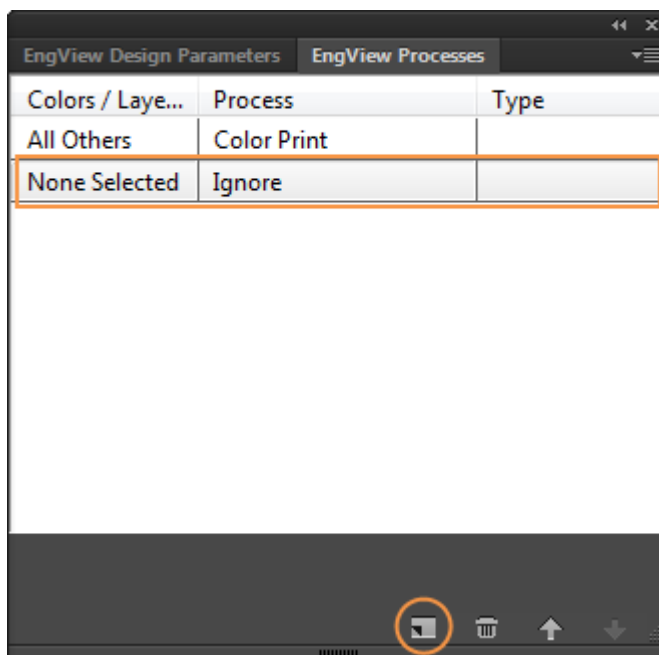 EngView Design Parameters EngView Processes
Colors / Laye... Process Type
All Others Color Print
None Selected Ignore